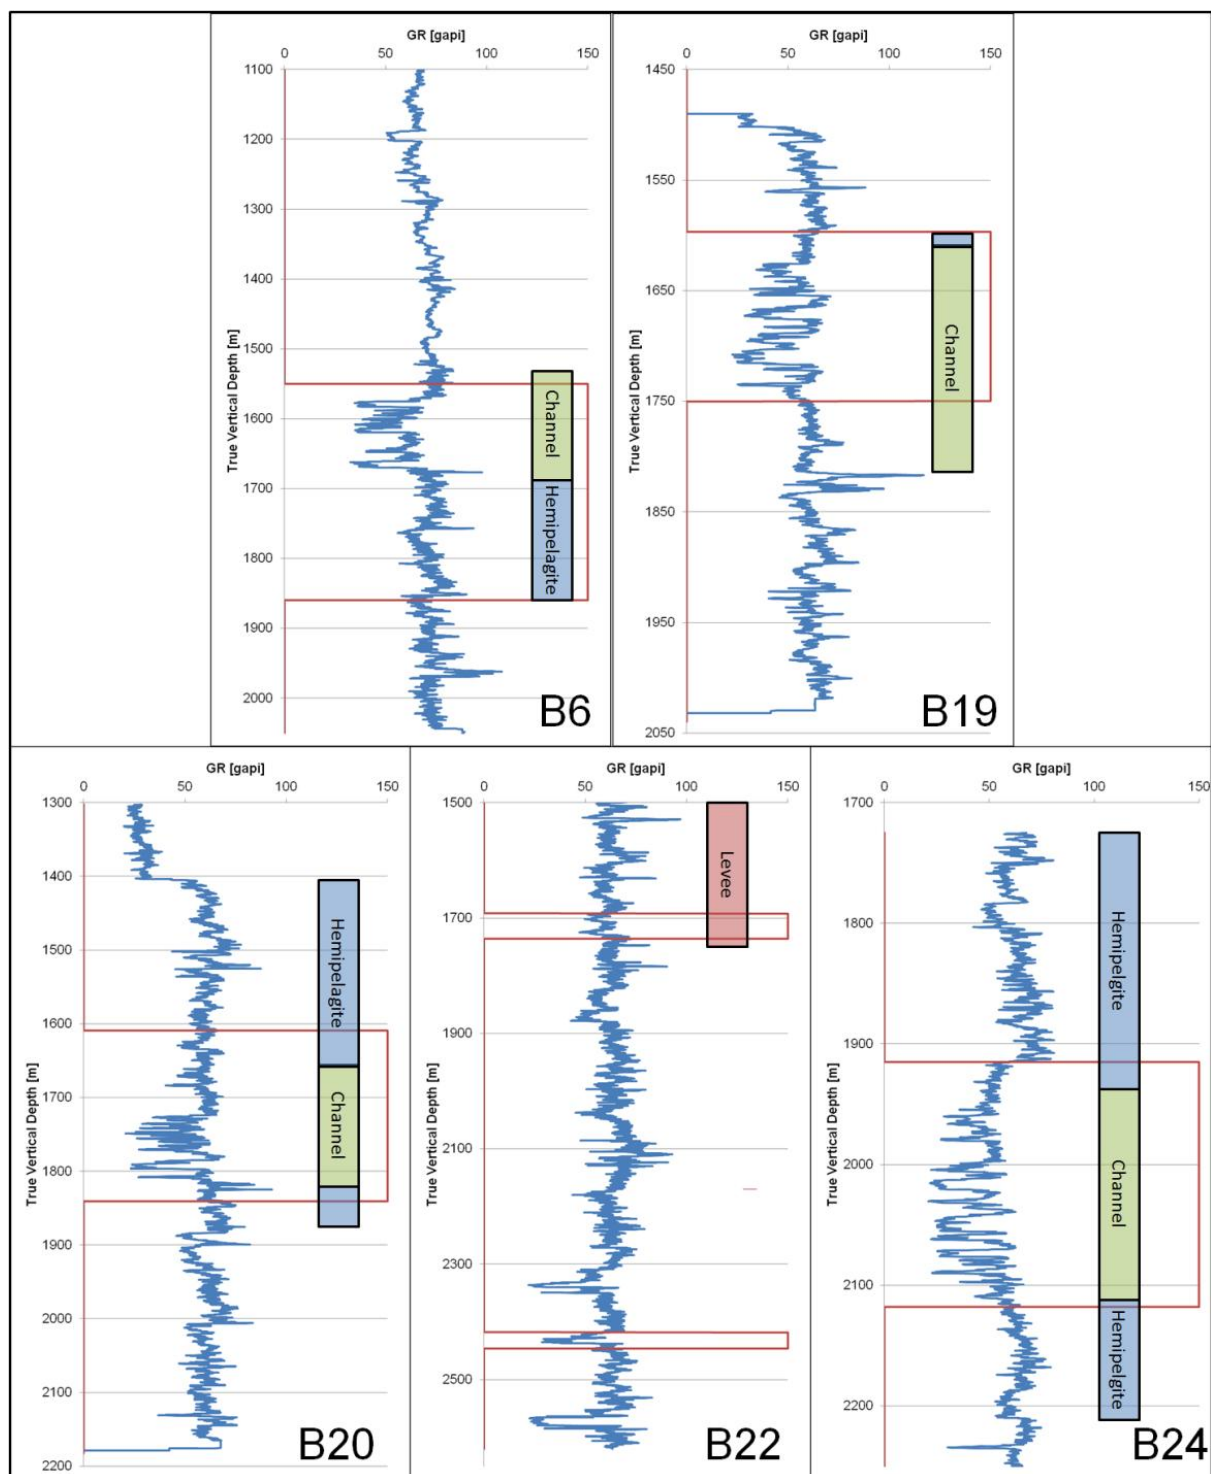 GR [gapi]
0 50 100 150
1100
1200
1300
1400
1500
1600
1700
1800
1900
2000
True Vertical Depth [m]
Channel
Hemipelagite
B6
GR [gapi]
0 50 100 150
1450
1550
1650
1750
1850
1950
2050
True Vertical Depth [m]
Channel
B19
GR [gapi]
0 50 100 150
1300
1400
1500
1600
1700
1800
1900
2000
2100
2200
True Vertical Depth [m]
Hemipelagite
Channel
B20
GR [gapi]
0 50 100 150
1500
1700
1900
2100
2300
2500
True Vertical Depth [m]
Levee
B22
GR [gapi]
0 50 100 150
1700
1800
1900
2000
2100
2200
True Vertical Depth [m]
Hemipelgite
Channel
Hemipelgite
B24